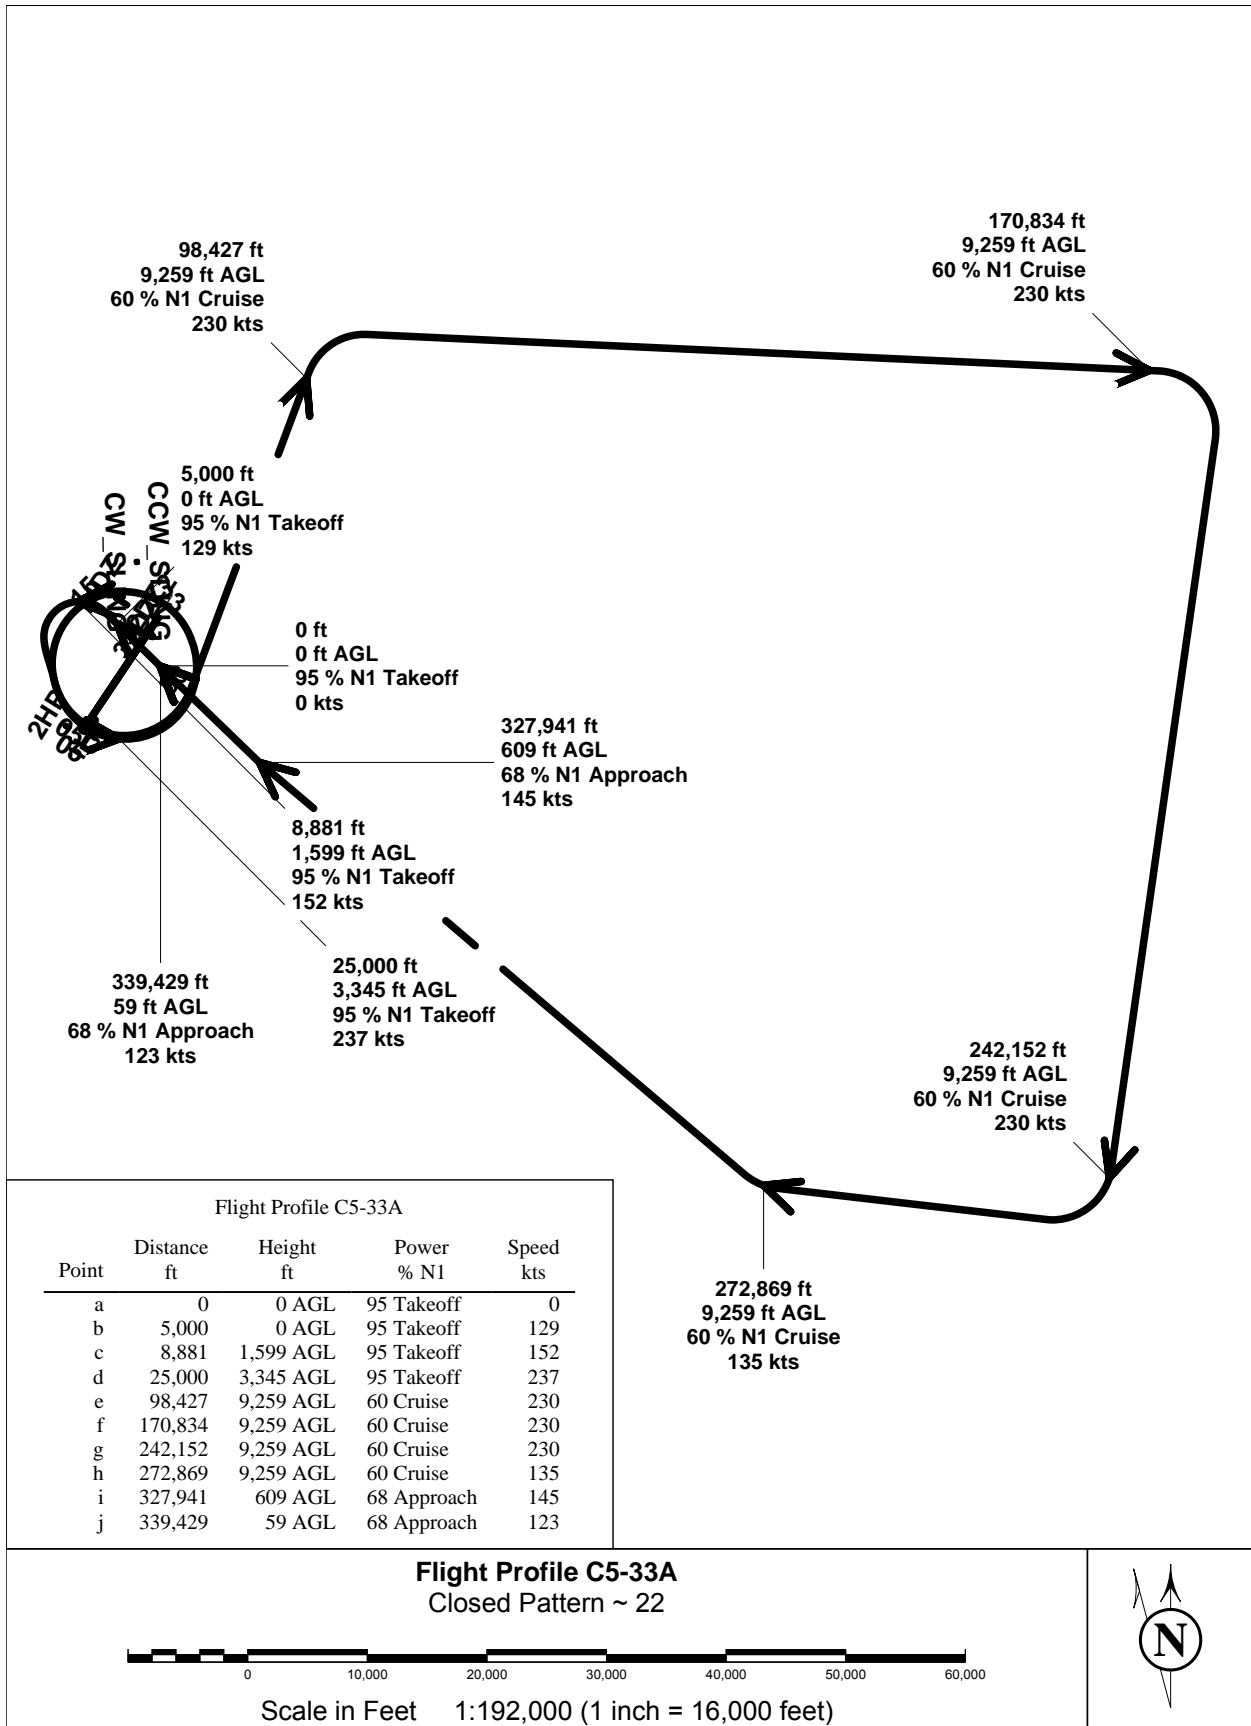 170,834 ft
9,259 ft AGL
60 % N1 Cruise
230 kts
98,427 ft
9,259 ft AGL
60 % N1 Cruise
230 kts
5,000 ft
0 ft AGL
95 % N1 Takeoff
129 kts
0 ft
0 ft AGL
95 % N1 Takeoff
0 kts
327,941 ft
609 ft AGL
68 % N1 Approach
145 kts
8,881 ft
1,599 ft AGL
95 % N1 Takeoff
152 kts
25,000 ft
3,345 ft AGL
95 % N1 Takeoff
237 kts
339,429 ft
59 ft AGL
68 % N1 Approach
123 kts
242,152 ft
9,259 ft AGL
60 % N1 Cruise
230 kts
272,869 ft
9,259 ft AGL
60 % N1 Cruise
135 kts
Flight Profile C5-33A
Distance Height Power Speed
Point ft ft % N1 kts
a 0 0 AGL 95 Takeoff 0
b 5,000 0 AGL 95 Takeoff 129
c 8,881 1,599 AGL 95 Takeoff 152
d 25,000 3,345 AGL 95 Takeoff 237
e 98,427 9,259 AGL 60 Cruise 230
f 170,834 9,259 AGL 60 Cruise 230
g 242,152 9,259 AGL 60 Cruise 230
h 272,869 9,259 AGL 60 Cruise 135
i 327,941 609 AGL 68 Approach 145
j 339,429 59 AGL 68 Approach 123
Flight Profile C5-33A
Closed Pattern ~ 22
0 10,000 20,000 30,000 40,000 50,000 60,000
Scale in Feet 1:192,000 (1 inch = 16,000 feet)
N